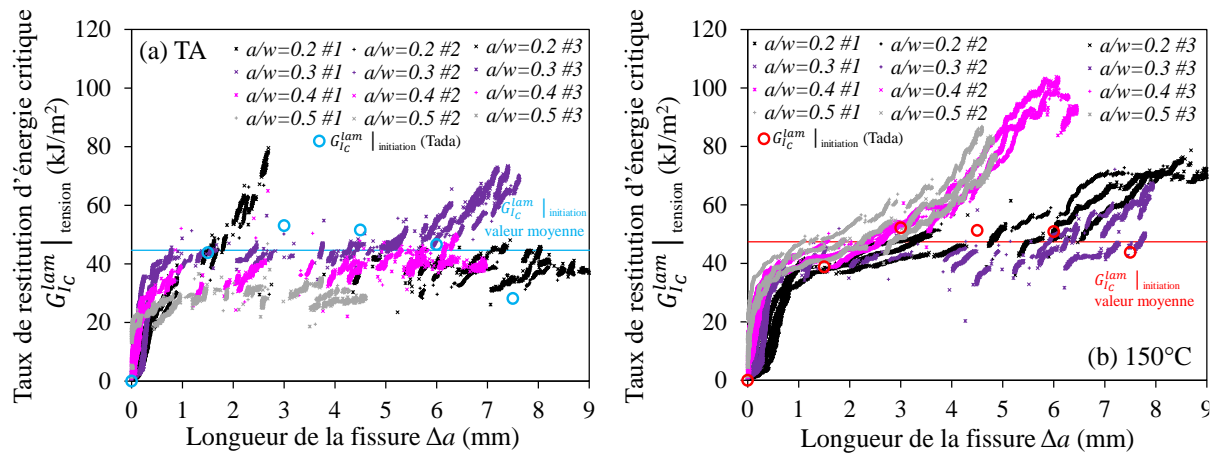 Taux de restitution d'énergie critique
G_{I_C}^{lam} |_{tension} (kJ/m²)
120
100
80
60
40
20
0
(a) TA
a/w=0.2 #1 a/w=0.2 #2 a/w=0.2 #3
a/w=0.3 #1 a/w=0.3 #2 a/w=0.3 #3
a/w=0.4 #1 a/w=0.4 #2 a/w=0.4 #3
a/w=0.5 #1 a/w=0.5 #2 a/w=0.5 #3
G_{I_C}^{lam} |_{initiation} (Tada)
G_{I_C}^{lam} |_{initiation}
valeur moyenne
0 1 2 3 4 5 6 7 8 9
Longueur de la fissure Δa (mm)
Taux de restitution d'énergie critique
G_{I_C}^{lam} |_{tension} (kJ/m²)
120
100
80
60
40
20
0
a/w=0.2 #1 a/w=0.2 #2 a/w=0.2 #3
a/w=0.3 #1 a/w=0.3 #2 a/w=0.3 #3
a/w=0.4 #1 a/w=0.4 #2 a/w=0.4 #3
a/w=0.5 #1 a/w=0.5 #2 a/w=0.5 #3
G_{I_C}^{lam} |_{initiation} (Tada)
G_{I_C}^{lam} |_{initiation}
valeur moyenne
(b) 150°C
0 1 2 3 4 5 6 7 8 9
Longueur de la fissure Δa (mm)